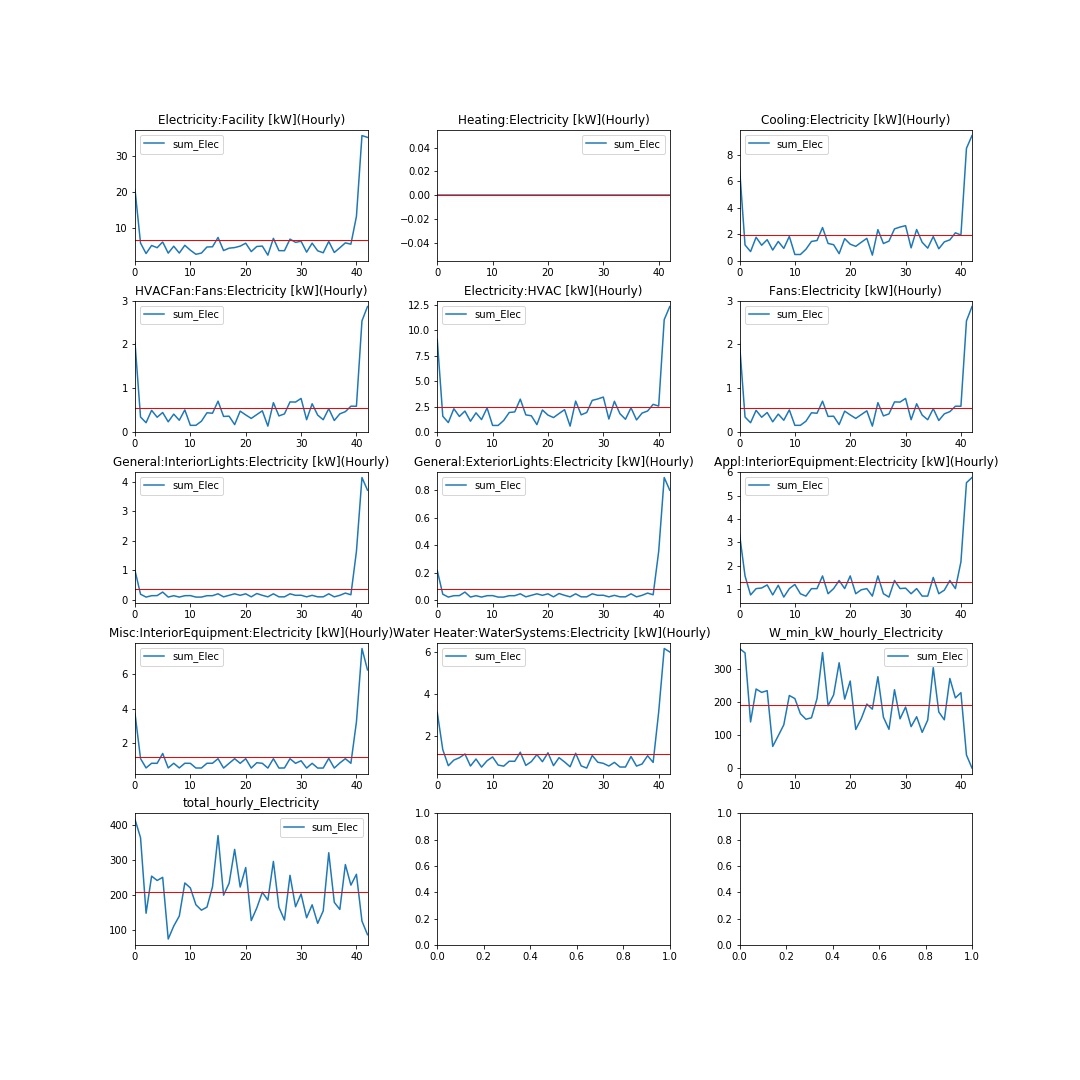 Electricity:Facility [kW](Hourly)
sum_Elec
30
20
10
0 10 20 30 40
Heating:Electricity [kW](Hourly)
sum_Elec
0.04
0.02
0.00
−0.02
−0.04
0 10 20 30 40
Cooling:Electricity [kW](Hourly)
sum_Elec
8
6
4
2
0
0 10 20 30 40
HVACFan:Fans:Electricity [kW](Hourly)
sum_Elec
3
2
1
0
0 10 20 30 40
Electricity:HVAC [kW](Hourly)
sum_Elec
12.5
10.0
7.5
5.0
2.5
0.0
0 10 20 30 40
Fans:Electricity [kW](Hourly)
sum_Elec
3
2
1
0
0 10 20 30 40
General:InteriorLights:Electricity [kW](Hourly)
sum_Elec
4
3
2
1
0
0 10 20 30 40
General:ExteriorLights:Electricity [kW](Hourly)
sum_Elec
0.8
0.6
0.4
0.2
0.0
0 10 20 30 40
Appl:InteriorEquipment:Electricity [kW](Hourly)
sum_Elec
6
5
4
3
2
1
0 10 20 30 40
Misc:InteriorEquipment:Electricity [kW](Hourly)
sum_Elec
6
4
2
0 10 20 30 40
Water Heater:WaterSystems:Electricity [kW](Hourly)
sum_Elec
6
4
2
0 10 20 30 40
W_min_kW_hourly_Electricity
sum_Elec
300
200
100
0
0 10 20 30 40
total_hourly_Electricity
sum_Elec
400
300
200
100
0 10 20 30 40
1.0
0.8
0.6
0.4
0.2
0.0
0.0 0.2 0.4 0.6 0.8 1.0
1.0
0.8
0.6
0.4
0.2
0.0
0.0 0.2 0.4 0.6 0.8 1.0